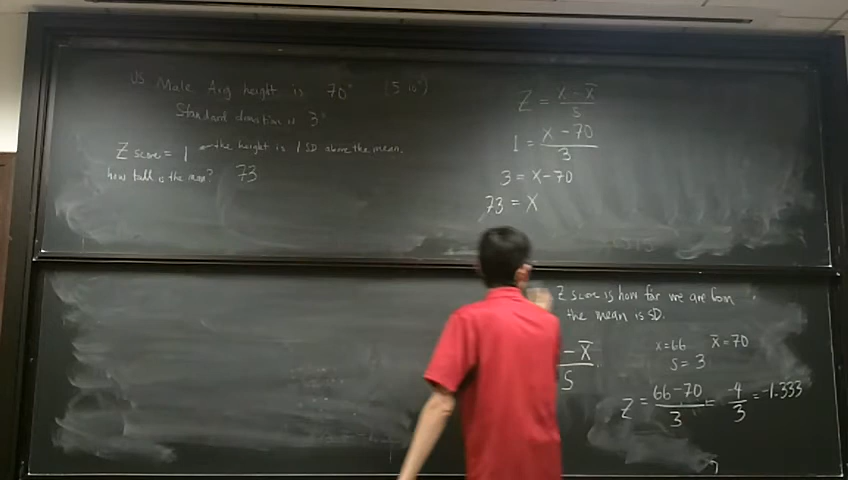 US Male Avg height is 70" (5'10")
Standard deviation is 3"
Z score = 1 the height is 1 SD above the mean.
how tall is the man? 73
Z = X - X̄ / S
1 = X - 70 / 3
3 = X - 70
73 = X
Z score is how far we are from
the mean is SD.
- X̄ / S
x = 66 X̄ = 70
S = 3
Z = 66 - 70 / 3 = -4 / 3 = -1.333